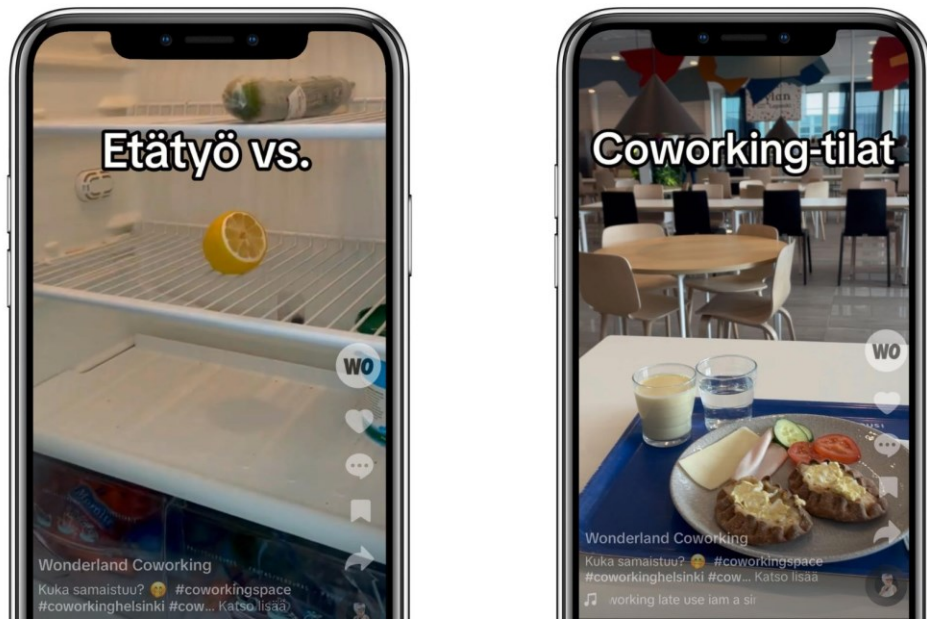 Etätyö vs.
WO
Wonderland Coworking
Kuka samaistuu? 🤭 #coworkingspace
#coworkinghelsinki #cow... Katso lisää
Coworking-tilat
WO
Wonderland Coworking
Kuka samaistuu? 🤭 #coworkingspace
#coworkinghelsinki #cow... Katso lisää
working late use iam a sin